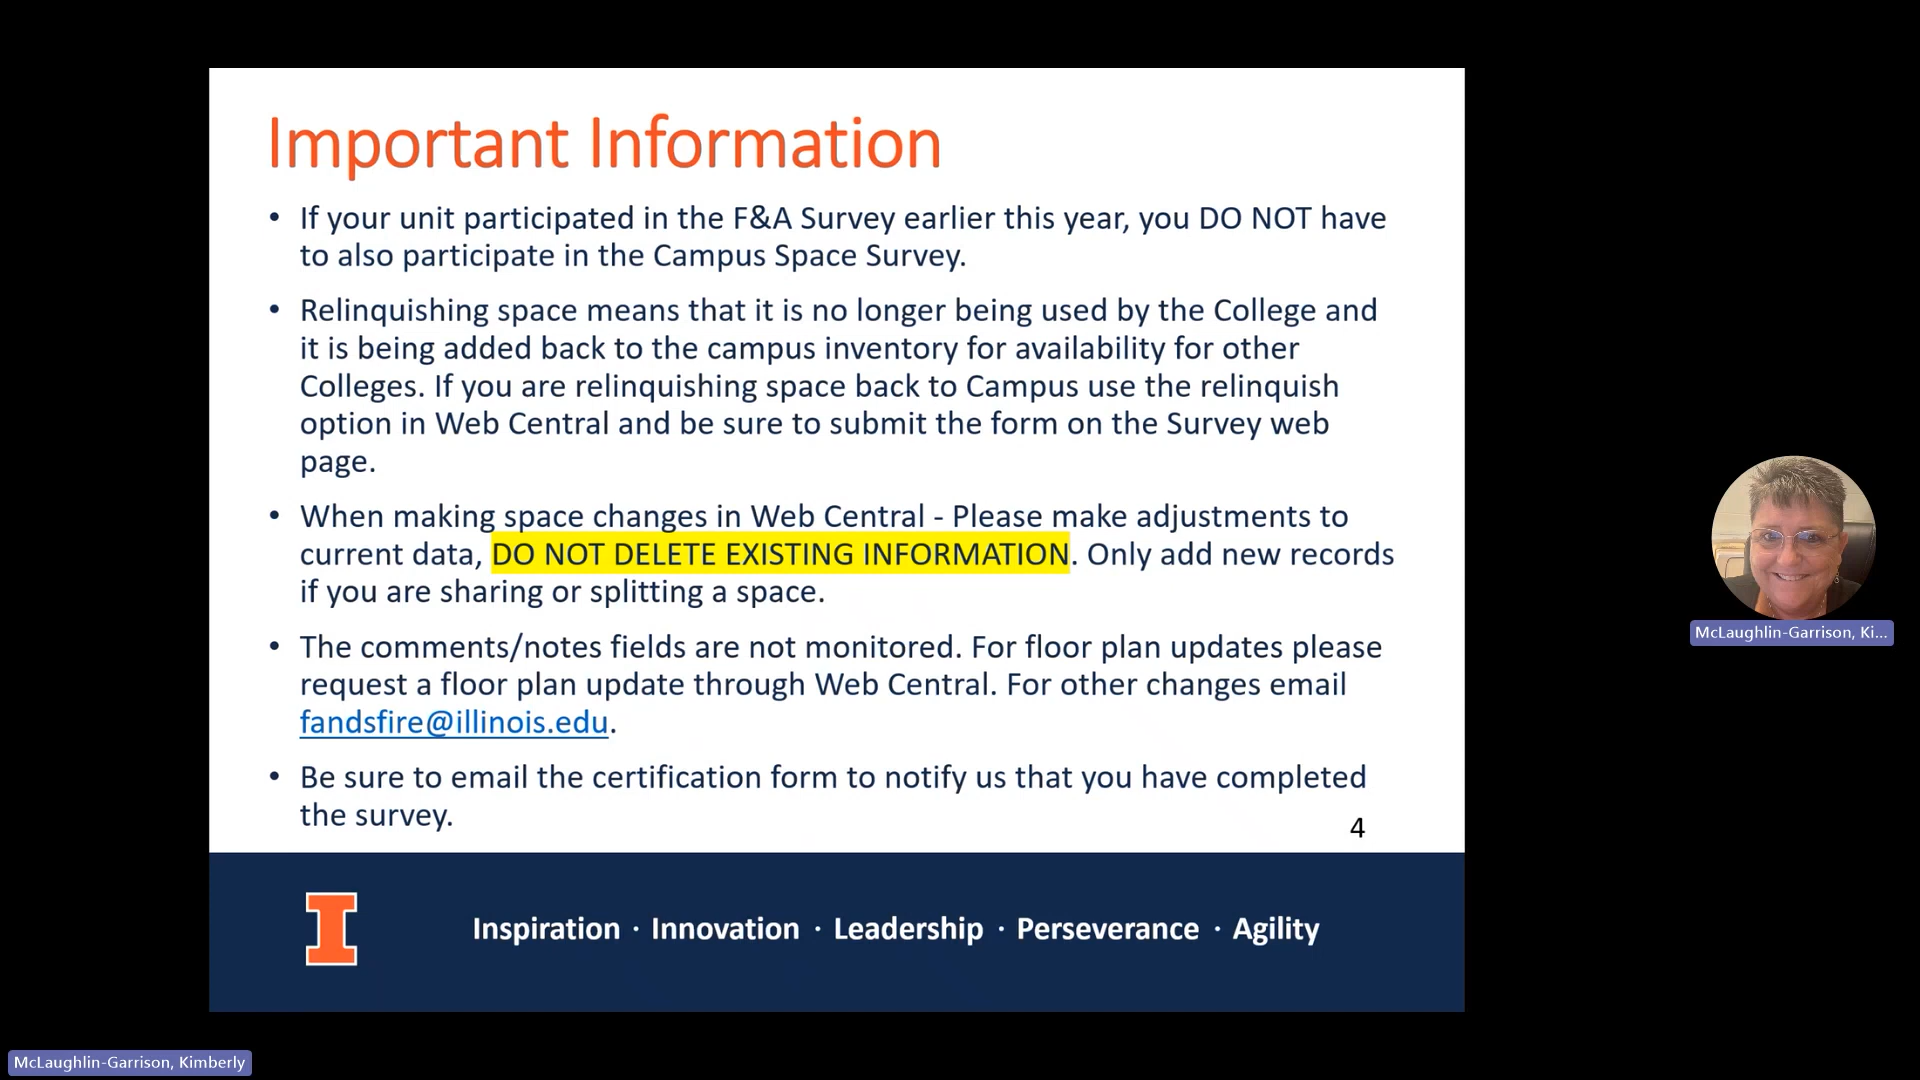 Important Information
• If your unit participated in the F&A Survey earlier this year, you DO NOT have
to also participate in the Campus Space Survey.
• Relinquishing space means that it is no longer being used by the College and
it is being added back to the campus inventory for availability for other
Colleges. If you are relinquishing space back to Campus use the relinquish
option in Web Central and be sure to submit the form on the Survey web
page.
• When making space changes in Web Central - Please make adjustments to
current data, DO NOT DELETE EXISTING INFORMATION. Only add new records
if you are sharing or splitting a space.
• The comments/notes fields are not monitored. For floor plan updates please
request a floor plan update through Web Central. For other changes email
fandsfire@illinois.edu.
• Be sure to email the certification form to notify us that you have completed
the survey.
4
I
Inspiration · Innovation · Leadership · Perseverance · Agility
McLaughlin-Garrison, Ki...
McLaughlin-Garrison, Kimberly